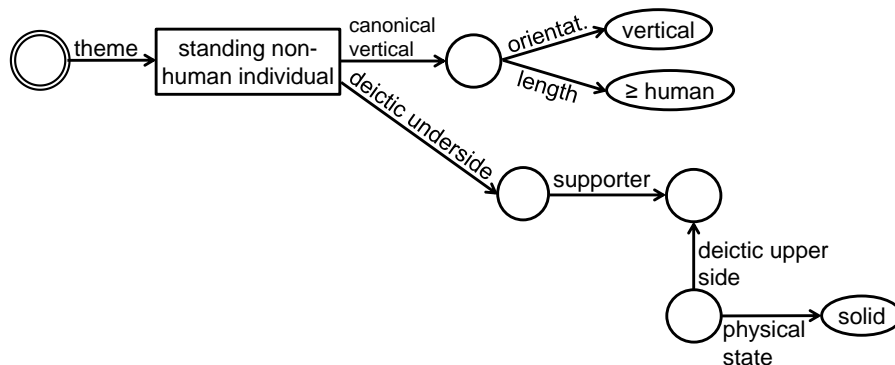 theme
standing non-
human individual
canonical
vertical
orientat.
vertical
length
≥ human
deictic underside
supporter
deictic upper
side
physical
state
solid